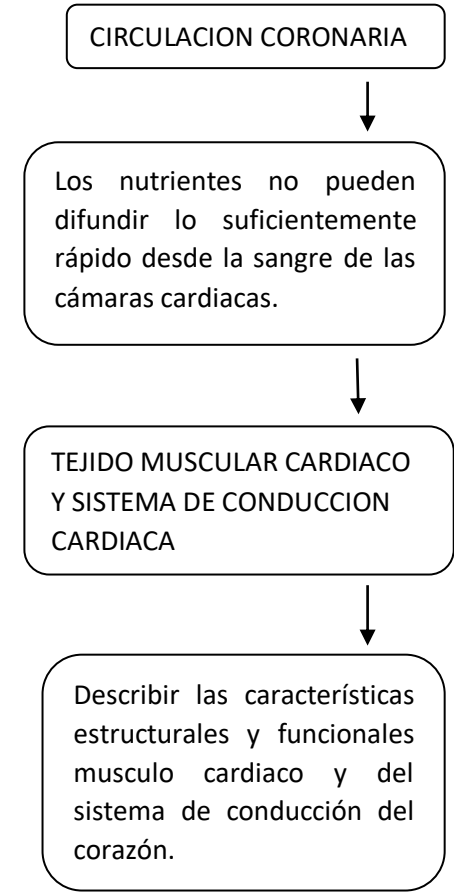 CIRCULACION CORONARIA
Los nutrientes no pueden
difundir lo suficientemente
rápido desde la sangre de las
cámaras cardiacas.
TEJIDO MUSCULAR CARDIACO
Y SISTEMA DE CONDUCCION
CARDIACA
Describir las características
estructurales y funcionales
musculo cardiaco y del
sistema de conducción del
corazón.